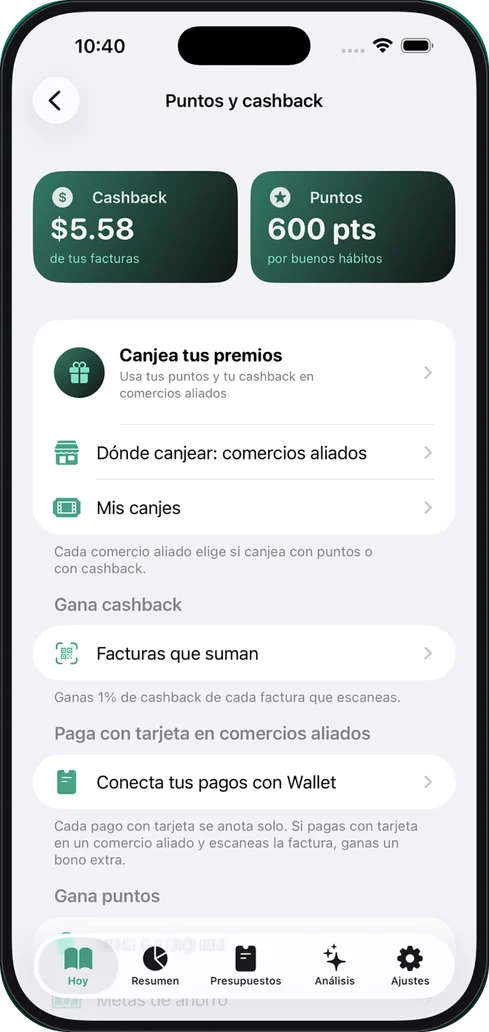 10:40
Puntos y cashback
Cashback
$5.58
de tus facturas
Puntos
600 pts
por buenos hábitos
Canjea tus premios
Usa tus puntos y tu cashback en
comercios aliados
Dónde canjear: comercios aliados
Mis canjes
Cada comercio aliado elige si canjea con puntos o
con cashback.
Gana cashback
Facturas que suman
Ganas 1% de cashback de cada factura que escaneas.
Paga con tarjeta en comercios aliados
Conecta tus pagos con Wallet
Cada pago con tarjeta se anota solo. Si pagas con tarjeta
en un comercio aliado y escaneas la factura, ganas un
bono extra.
Gana puntos
Hoy
Resumen
Presupuestos
Análisis
Ajustes
Metas de ahorro